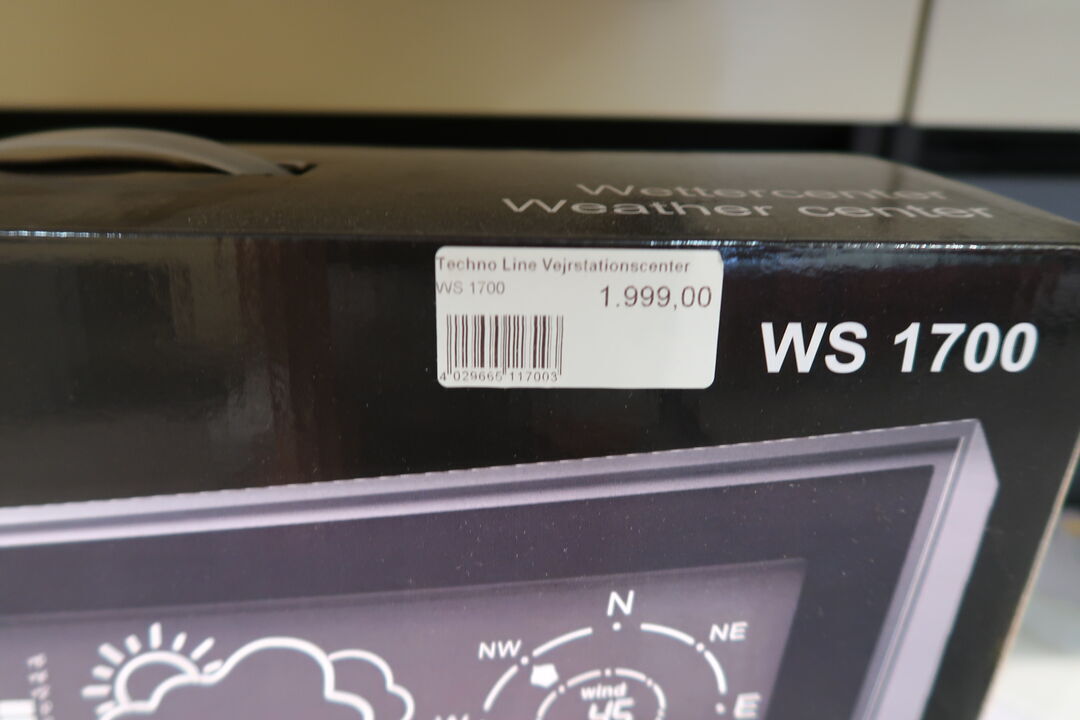 Wettercenter
Weather center
Techno Line Vejrstationscenter
WS 1700
1.999,00
4 029665 117003
WS 1700
N
NW
NE
wind
45
E